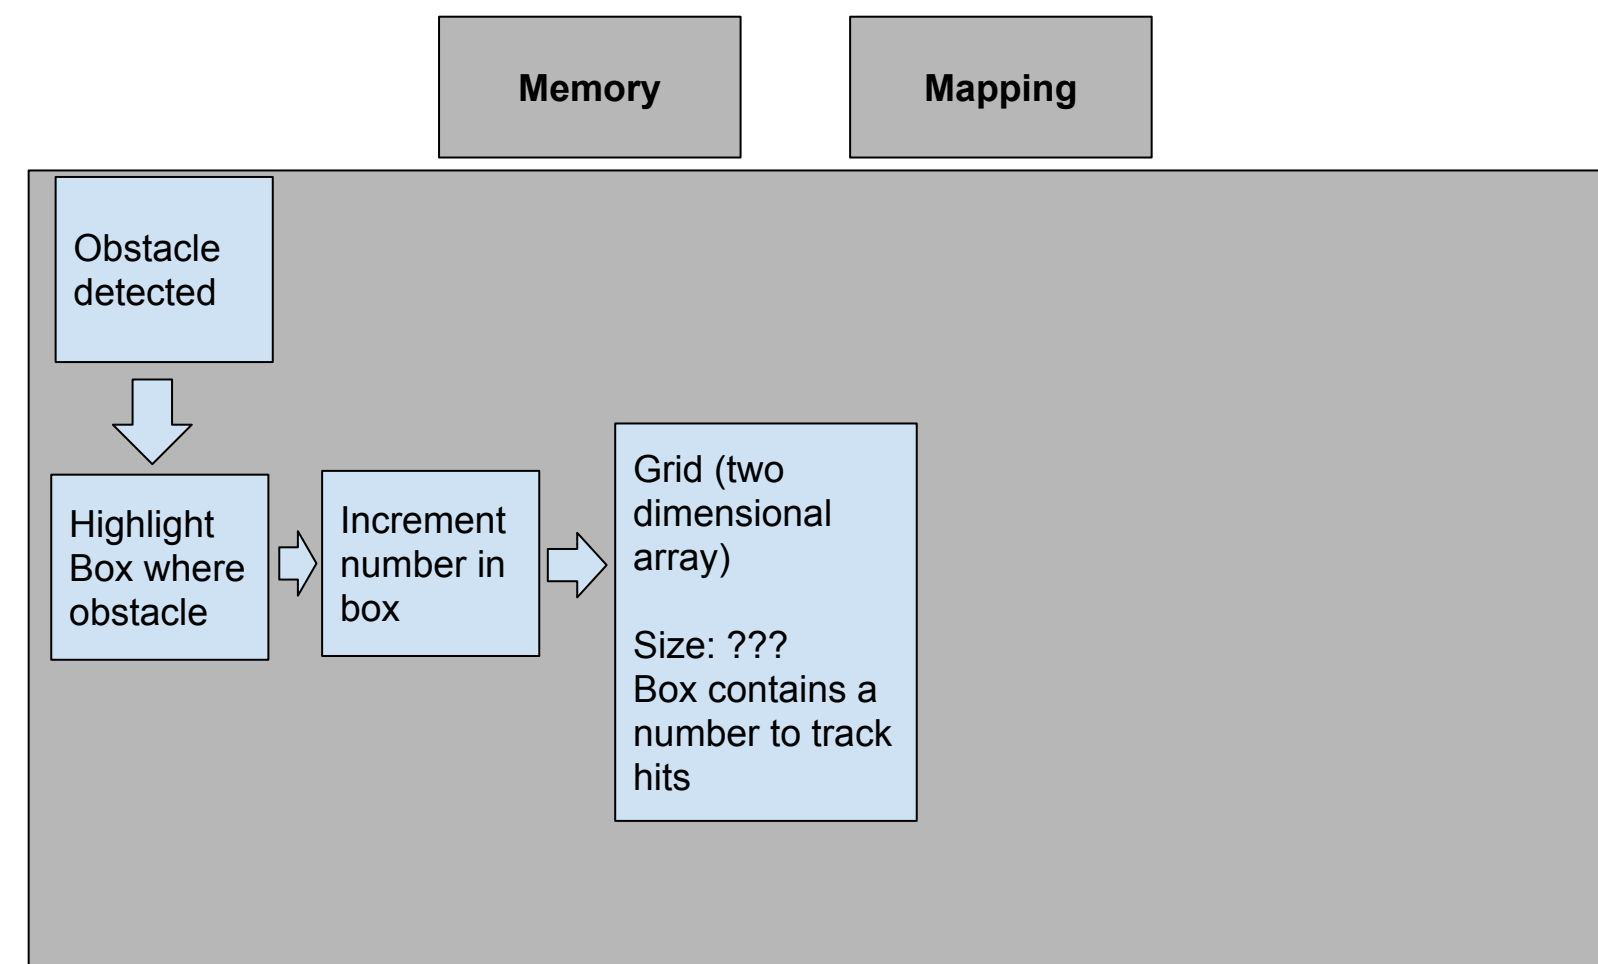 Memory
Mapping
Obstacle
detected
Highlight
Box where
obstacle
Increment
number in
box
Grid (two
dimensional
array)
Size: ???
Box contains a
number to track
hits